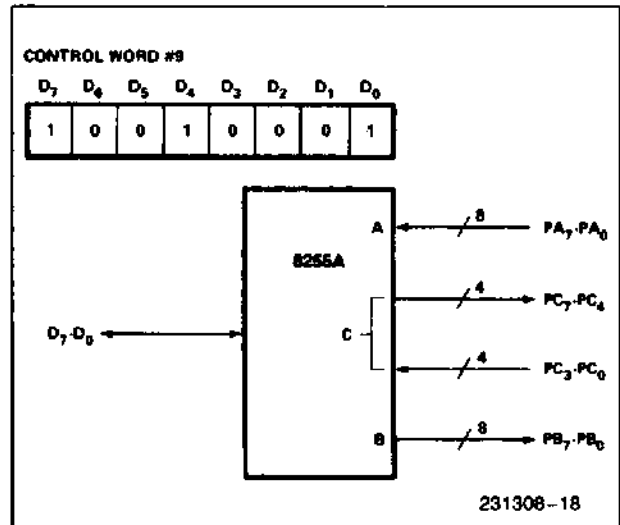 CONTROL WORD #9
D₇ D₆ D₅ D₄ D₃ D₂ D₁ D₀
1 0 0 1 0 0 0 1
8255A
A
8
PA₇-PA₀
4
PC₇-PC₄
D₇-D₀
C
4
PC₃-PC₀
B
8
PB₇-PB₀
231308-18